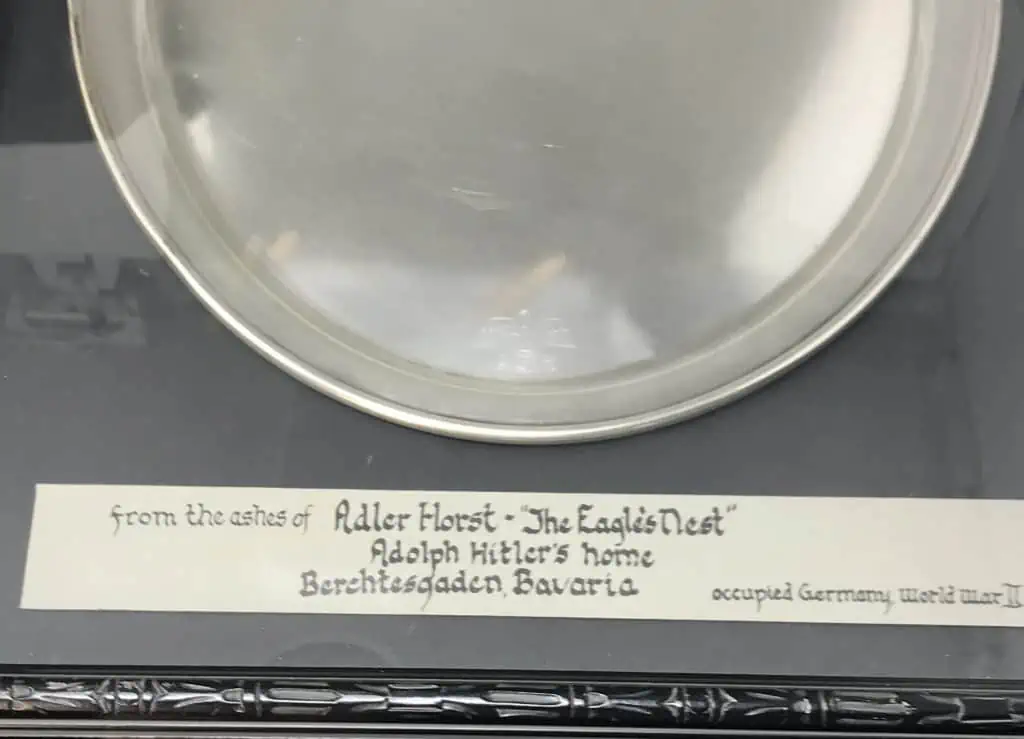 from the ashes of Adler Horst - "The Eagle's Nest"
Adolph Hitler's home
Berchtesgaden, Bavaria
occupied Germany, World War II